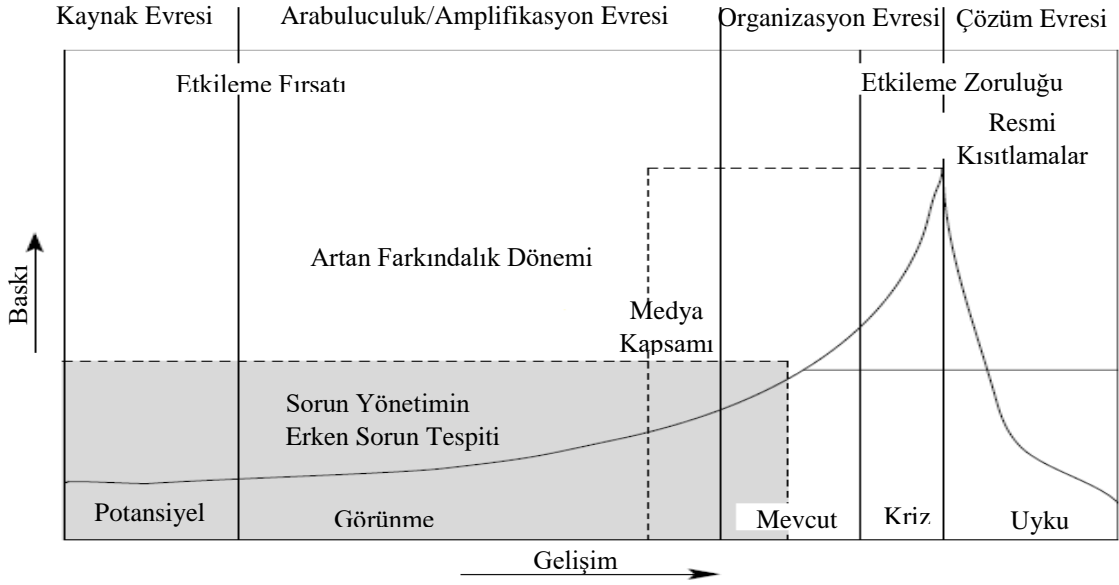 Kaynak Evresi
Arabuluculuk/Amplifikasyon Evresi
Organizasyon Evresi
Çözüm Evresi
Etkileme Fırsatı
Etkileme Zoruluğu
Resmi
Kısıtlamalar
Artan Farkındalık Dönemi
Baskı
Medya
Kapsamı
Sorun Yönetimin
Erken Sorun Tespiti
Potansiyel
Görünme
Mevcut
Kriz
Uyku
Gelişim